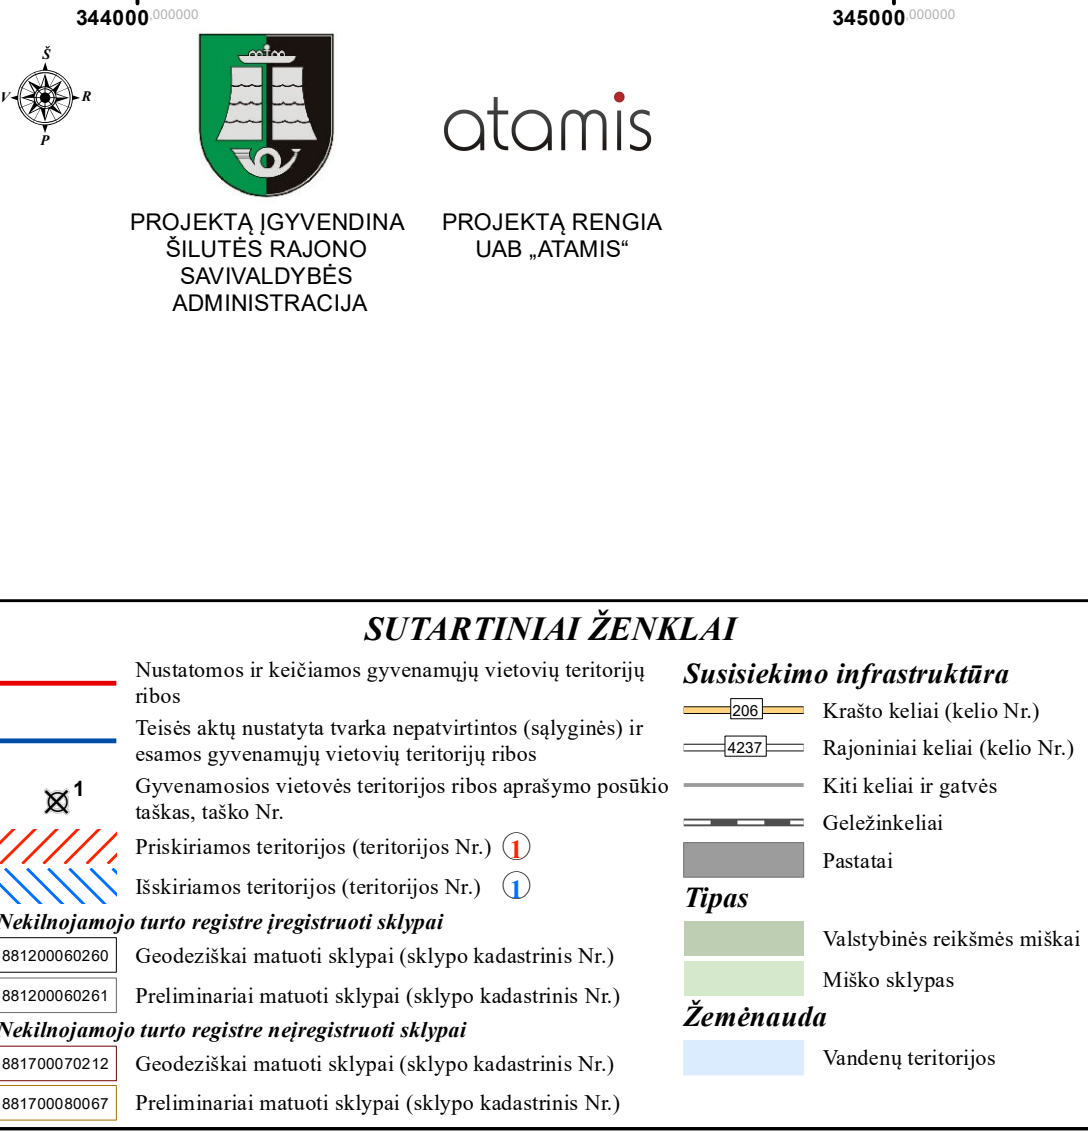 344000.000000
345000.000000
Š
V R
P
atamis
PROJEKTĄ ĮGYVENDINA
ŠILUTĖS RAJONO
SAVIVALDYBĖS
ADMINISTRACIJA
PROJEKTĄ RENGIA
UAB „ATAMIS“
SUTARTINIAI ŽENKLAI
Nustatomos ir keičiamos gyvenamųjų vietovių teritorijų
ribos
Teisės aktų nustatyta tvarka nepatvirtintos (sąlyginės) ir
esamos gyvenamųjų vietovių teritorijų ribos
1
Gyvenamosios vietovės teritorijos ribos aprašymo posūkio
taškas, taško Nr.
Priskiriamos teritorijos (teritorijos Nr.) 1
Išskiriamos teritorijos (teritorijos Nr.) 1
Nekilnojamojo turto registre įregistruoti sklypai
881200060260 Geodeziškai matuoti sklypai (sklypo kadastrinis Nr.)
881200060261 Preliminariai matuoti sklypai (sklypo kadastrinis Nr.)
Nekilnojamojo turto registre neįregistruoti sklypai
881700070212 Geodeziškai matuoti sklypai (sklypo kadastrinis Nr.)
881700080067 Preliminariai matuoti sklypai (sklypo kadastrinis Nr.)
Susisiekimo infrastruktūra
206 Krašto keliai (kelio Nr.)
4237 Rajoniniai keliai (kelio Nr.)
Kiti keliai ir gatvės
Geležinkeliai
Pastatai
Tipas
Valstybinės reikšmės miškai
Miško sklypas
Žemėnauda
Vandenų teritorijos